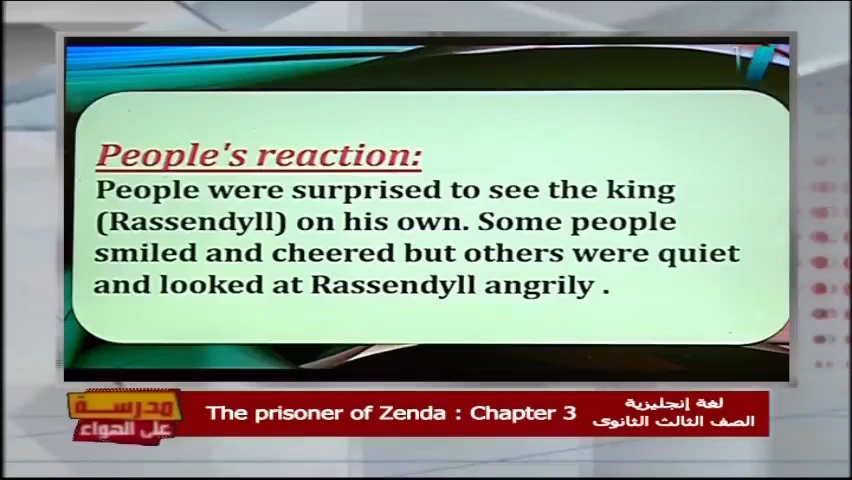 People's reaction:
People were surprised to see the king
(Rassendyll) on his own. Some people
smiled and cheered but others were quiet
and looked at Rassendyll angrily .
مدرسة
على الهواء
The prisoner of Zenda : Chapter 3
لغة إنجليزية
الصف الثالث الثانوى